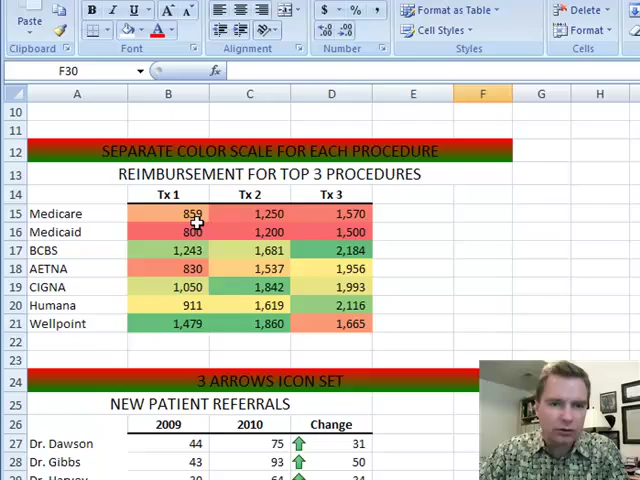 Paste
B I U A A
A
$ % ,
Format as Table
Delete
Cell Styles
Format
Clipboard Font Alignment Number Styles Cells
F30 fx
A B C D E F G H
10
11
12 SEPARATE COLOR SCALE FOR EACH PROCEDURE
13 REIMBURSEMENT FOR TOP 3 PROCEDURES
14 Tx 1 Tx 2 Tx 3
15 Medicare 859 1,250 1,570
16 Medicaid 800 1,200 1,500
17 BCBS 1,243 1,681 2,184
18 AETNA 830 1,537 1,956
19 CIGNA 1,050 1,842 1,993
20 Humana 911 1,619 2,116
21 Wellpoint 1,479 1,860 1,665
22
23
24 3 ARROWS ICON SET
25 NEW PATIENT REFERRALS
26 2009 2010 Change
27 Dr. Dawson 44 75 31
28 Dr. Gibbs 43 93 50